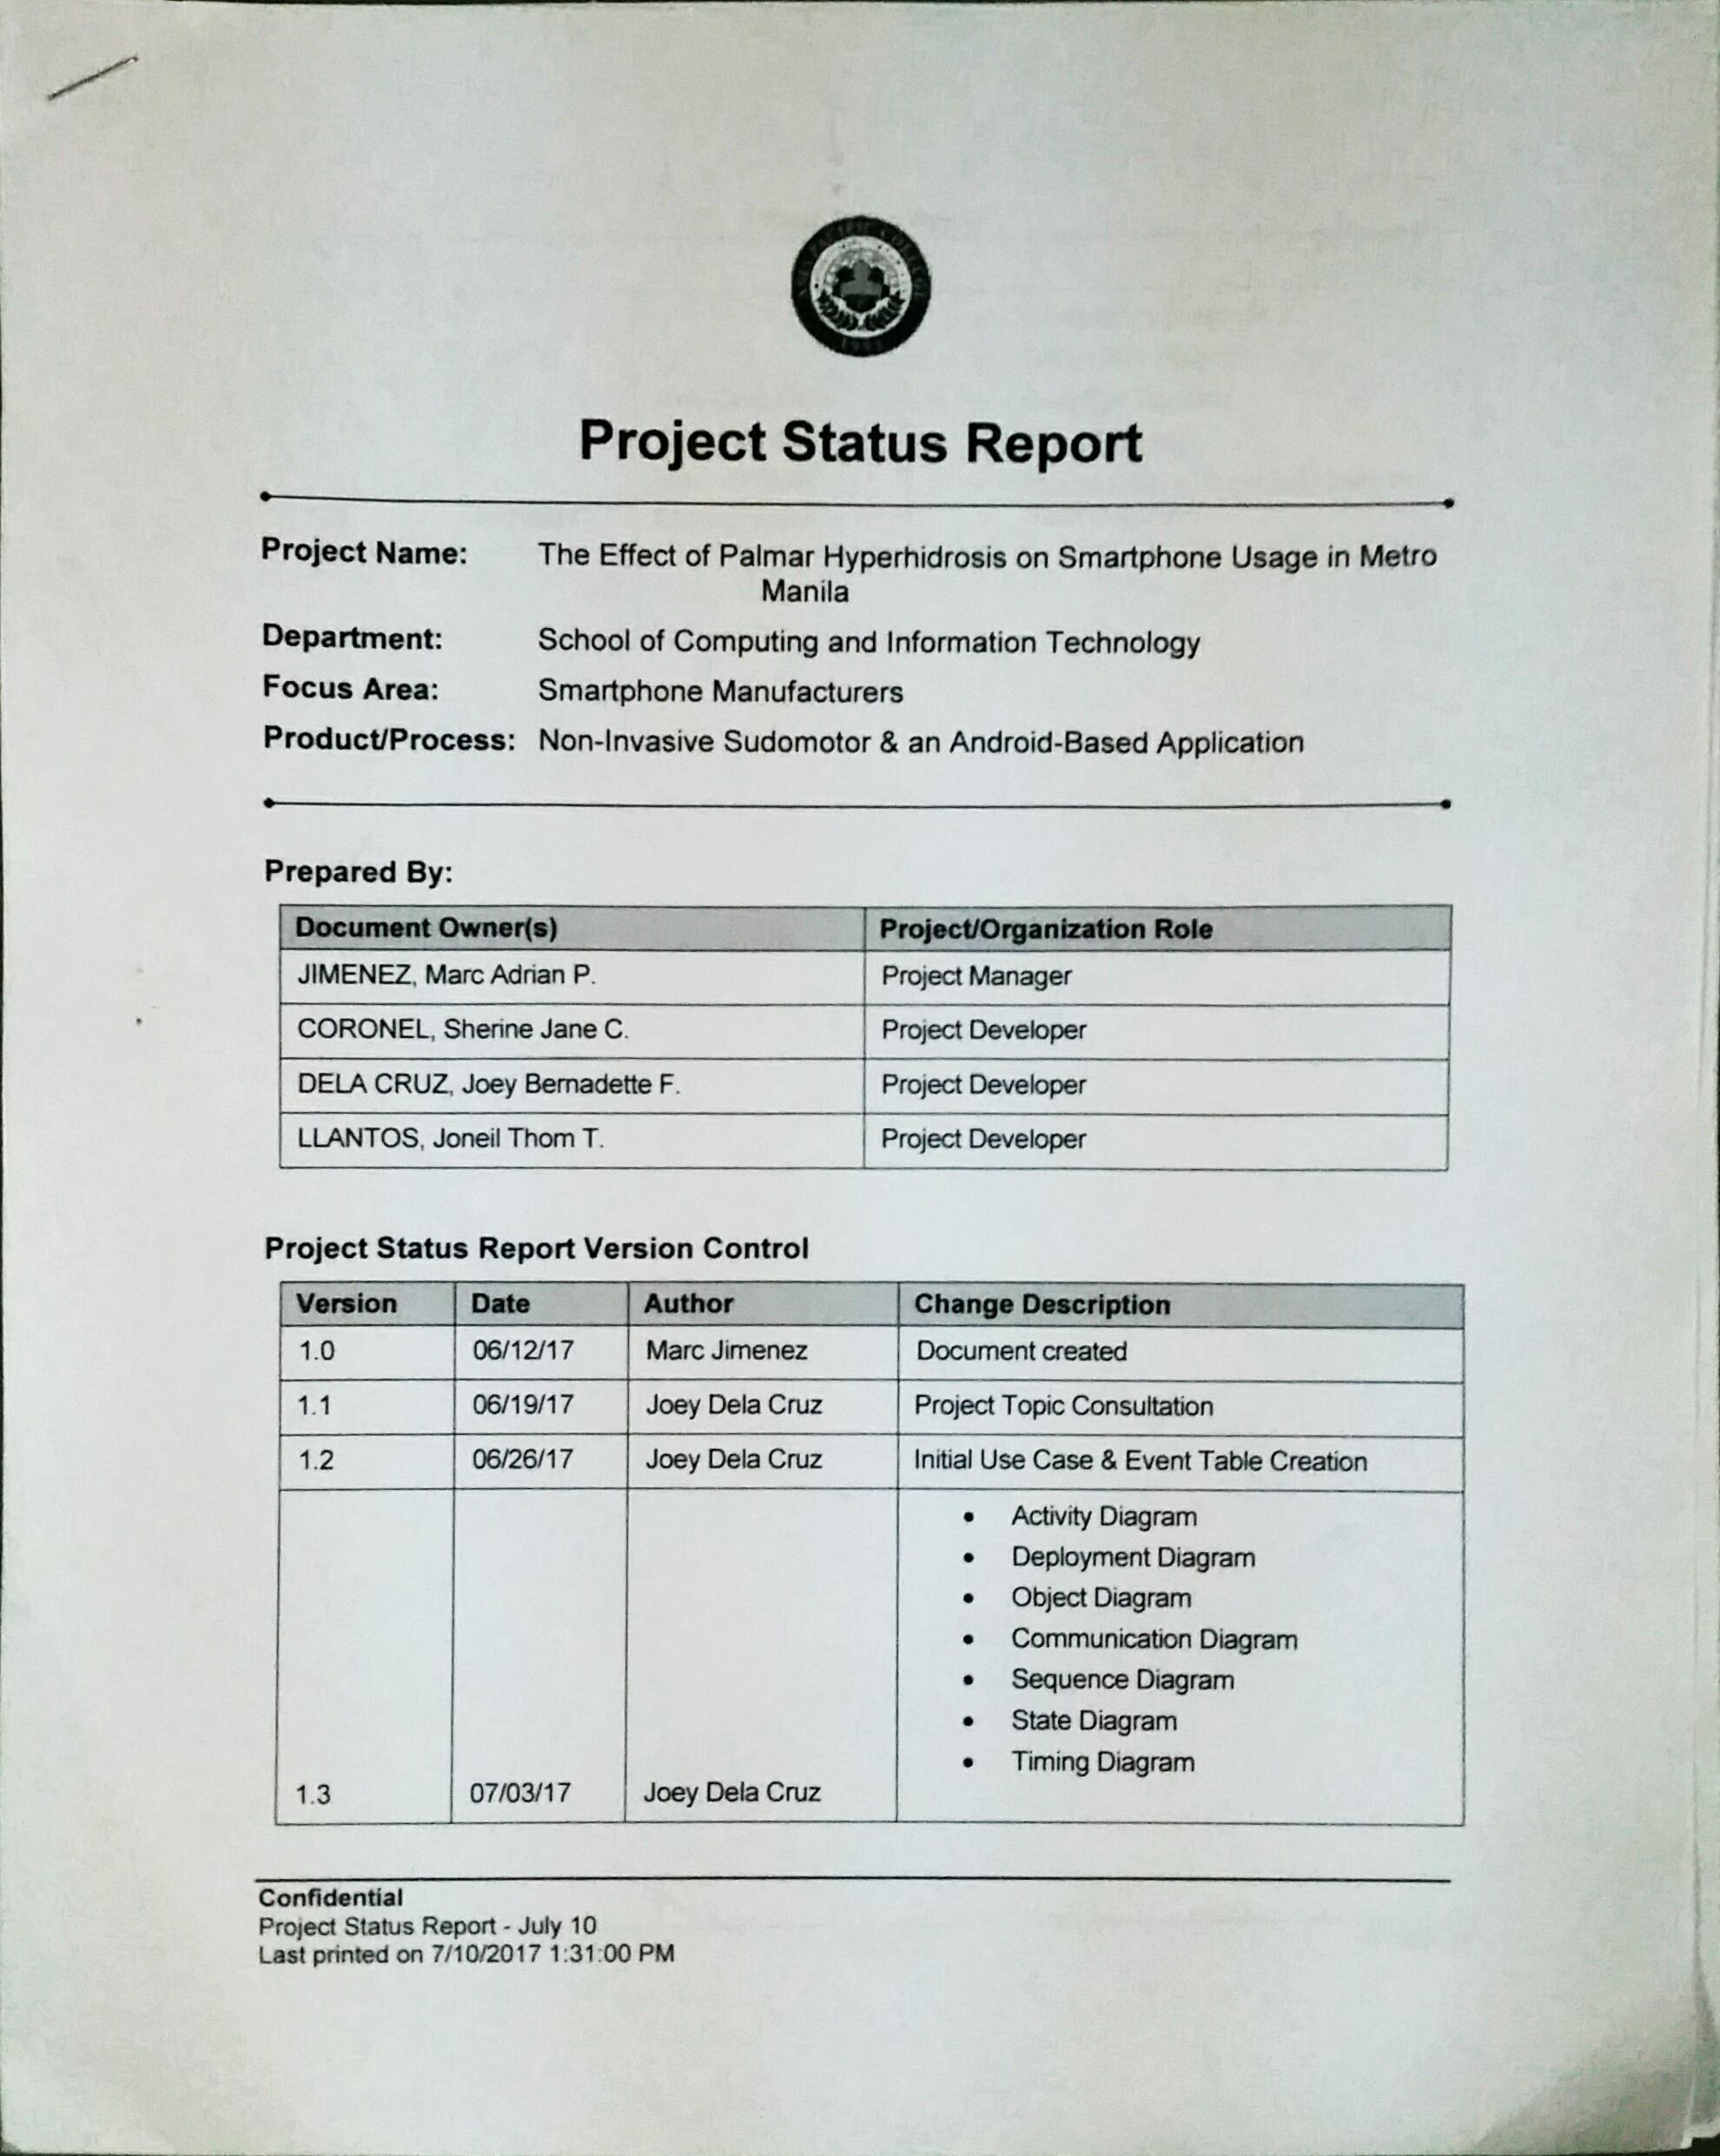 Project Status Report
Project Name: The Effect of Palmar Hyperhidrosis on Smartphone Usage in Metro
Manila
Department: School of Computing and Information Technology
Focus Area: Smartphone Manufacturers
Product/Process: Non-Invasive Sudomotor & an Android-Based Application
Prepared By:
Document Owner(s) Project/Organization Role
JIMENEZ, Marc Adrian P. Project Manager
CORONEL, Sherine Jane C. Project Developer
DELA CRUZ, Joey Bernadette F. Project Developer
LLANTOS, Joneil Thom T. Project Developer
Project Status Report Version Control
Version Date Author Change Description
1.0 06/12/17 Marc Jimenez Document created
1.1 06/19/17 Joey Dela Cruz Project Topic Consultation
1.2 06/26/17 Joey Dela Cruz Initial Use Case & Event Table Creation
• Activity Diagram
• Deployment Diagram
• Object Diagram
• Communication Diagram
• Sequence Diagram
• State Diagram
• Timing Diagram
1.3 07/03/17 Joey Dela Cruz
Confidential
Project Status Report - July 10
Last printed on 7/10/2017 1:31:00 PM